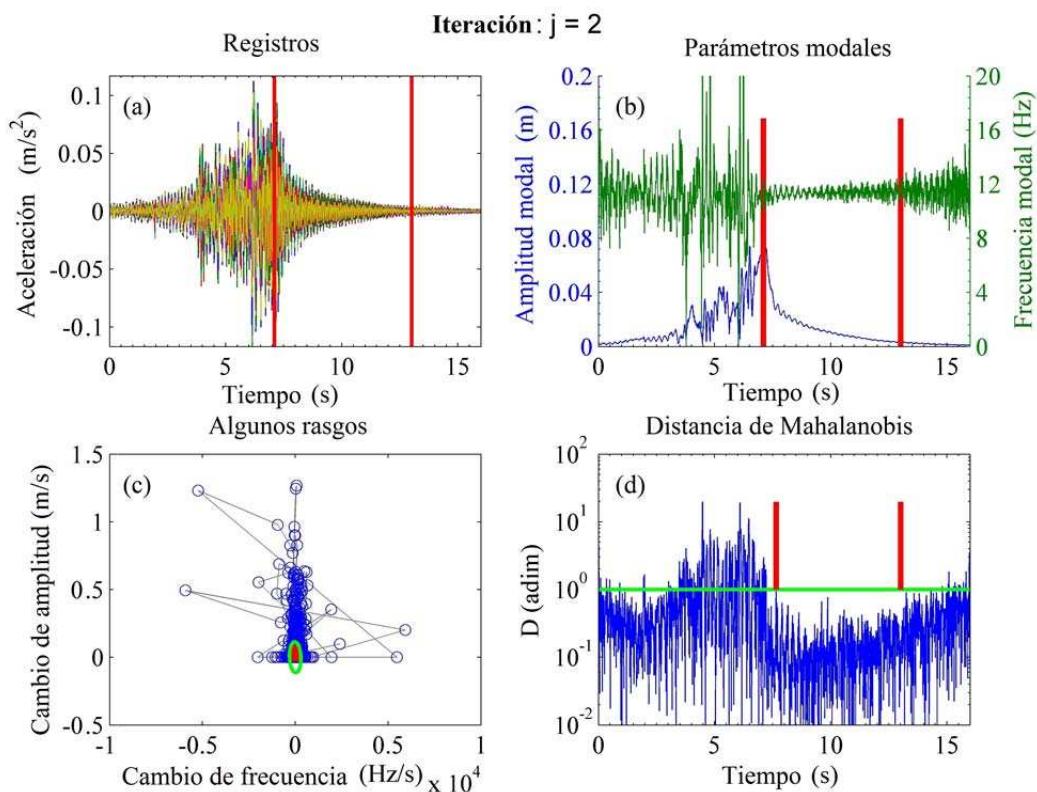 Iteración: j = 2
Registros
(a)
Aceleración (m/s²)
0.1
0.05
0
-0.05
-0.1
0 5 10 15
Tiempo (s)
Parámetros modales
(b)
Amplitud modal (m)
0.2
0.16
0.12
0.08
0.04
0
Frecuencia modal (Hz)
20
16
12
8
4
0
0 5 10 15
Tiempo (s)
Algunos rasgos
(c)
Cambio de amplitud (m/s)
1.5
1
0.5
0
-0.5
-1 -0.5 0 0.5 1
Cambio de frecuencia (Hz/s) x 10⁴
Distancia de Mahalanobis
(d)
D (adim)
10²
10¹
10⁰
10⁻¹
10⁻²
0 5 10 15
Tiempo (s)